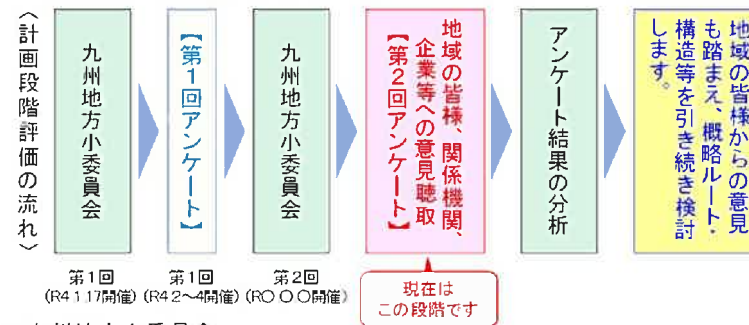 〈計画段階評価の流れ〉
九州地方小委員会
【第1回アンケート】
九州地方小委員会
地域の皆様、関係機関、
企業等への意見聴取
【第2回アンケート】
アンケート結果の分析
地域の皆様からの意見
も踏まえ、概略ルート・
構造等を引き続き検討
します。
第1回
(R4.1.17開催)
第1回
(R4.2~4開催)
第2回
(R〇.〇.〇開催)
現在は
この段階です